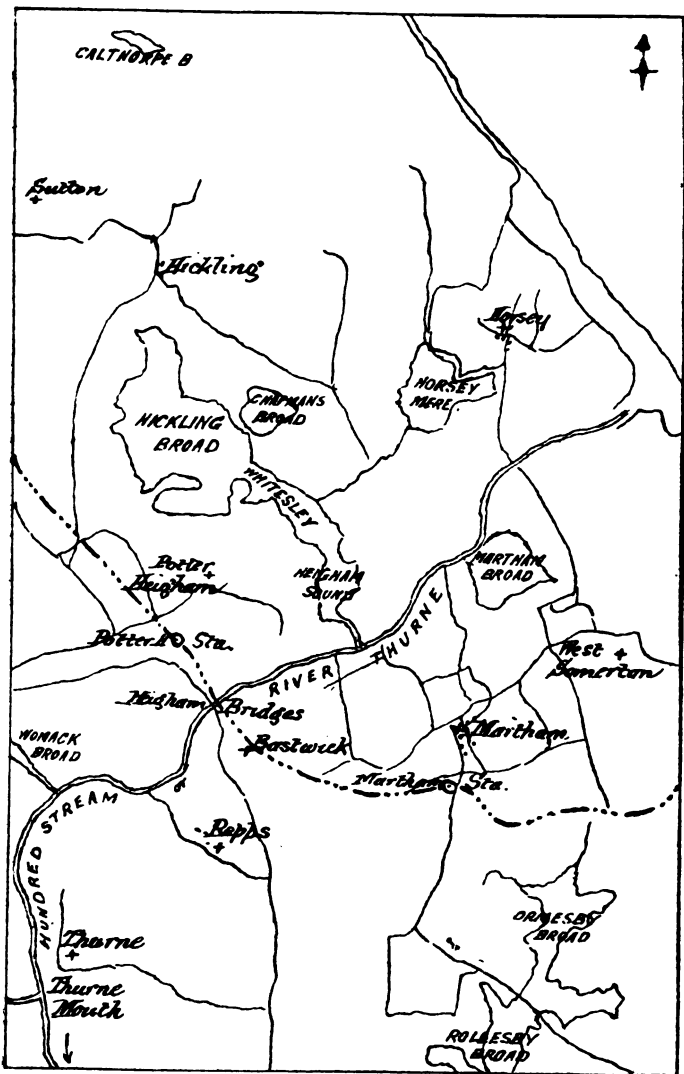 CALTHORPE B
Sutton
Hickling
Horsey
HORSEY
MERE
CHAPMANS
BROAD
HICKLING
BROAD
WHITESLEY
MARTHAM
BROAD
Potter
Heigham
HEIGHAM
SOUND
Potter H Sta.
RIVER THURNE
West
Somerton
Heigham Bridges
Martham
WOMACK
BROAD
Bastwick
Martham Sta.
HUNDRED STREAM
Repps
ORMESBY
BROAD
Thurne
Thurne
Mouth
ROLLESBY
BROAD